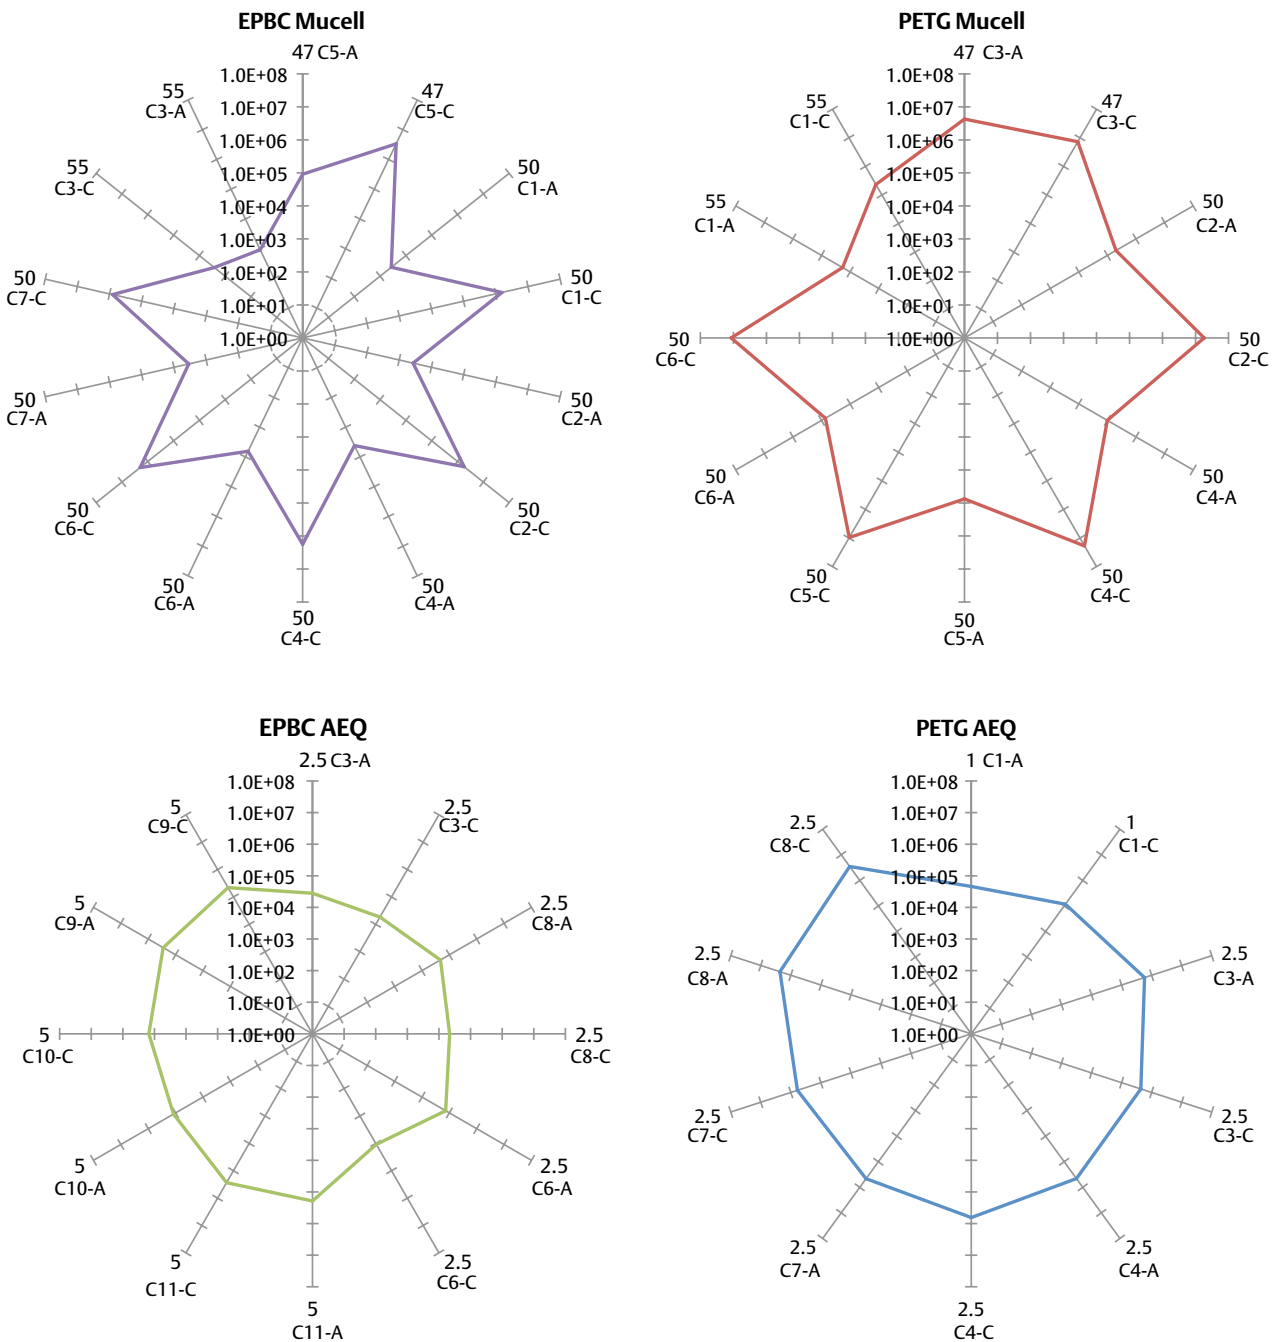 EPBC Mucell
47 C5-A
1.0E+08
1.0E+07
1.0E+06
1.0E+05
1.0E+04
1.0E+03
1.0E+02
1.0E+01
1.0E+00
47
C5-C
50
C1-A
50
C1-C
50
C2-A
50
C2-C
50
C4-A
50
C4-C
50
C6-A
50
C6-C
50
C7-A
50
C7-C
55
C3-C
55
C3-A
PETG Mucell
47 C3-A
1.0E+08
1.0E+07
1.0E+06
1.0E+05
1.0E+04
1.0E+03
1.0E+02
1.0E+01
1.0E+00
47
C3-C
50
C2-A
50
C2-C
50
C4-A
50
C4-C
50
C5-A
50
C5-C
50
C6-A
50
C6-C
55
C1-A
55
C1-C
EPBC AEQ
2.5 C3-A
1.0E+08
1.0E+07
1.0E+06
1.0E+05
1.0E+04
1.0E+03
1.0E+02
1.0E+01
1.0E+00
2.5
C3-C
2.5
C8-A
2.5
C8-C
2.5
C6-A
2.5
C6-C
5
C11-A
5
C11-C
5
C10-A
5
C10-C
5
C9-A
5
C9-C
PETG AEQ
1 C1-A
1.0E+08
1.0E+07
1.0E+06
1.0E+05
1.0E+04
1.0E+03
1.0E+02
1.0E+01
1.0E+00
1
C1-C
2.5
C3-A
2.5
C3-C
2.5
C4-A
2.5
C4-C
2.5
C7-A
2.5
C7-C
2.5
C8-A
2.5
C8-C